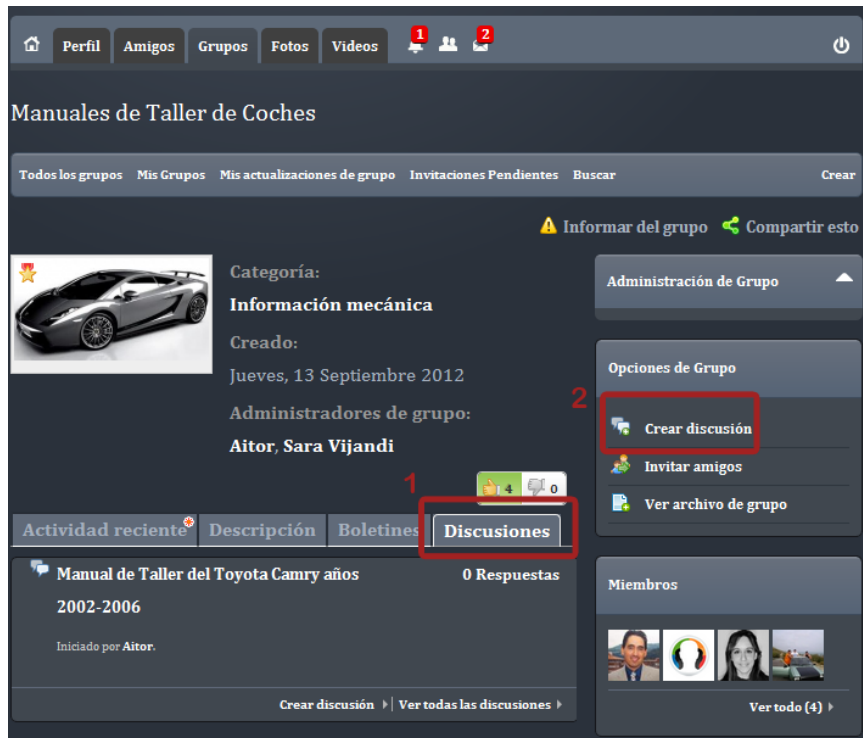 Perfil Amigos Grupos Fotos Videos 1 2
Manuales de Taller de Coches
Todos los grupos Mis Grupos Mis actualizaciones de grupo Invitaciones Pendientes Buscar Crear
Informar del grupo Compartir esto
Categoría:
Información mecánica
Creado:
Jueves, 13 Septiembre 2012
Administradores de grupo:
Aitor, Sara Vijandi
4 0
1
Actividad reciente Descripción Boletines Discusiones
Manual de Taller del Toyota Camry años 0 Respuestas
2002-2006
Iniciado por Aitor.
Crear discusión Ver todas las discusiones
Administración de Grupo
Opciones de Grupo
2
Crear discusión
Invitar amigos
Ver archivo de grupo
Miembros
Ver todo (4)